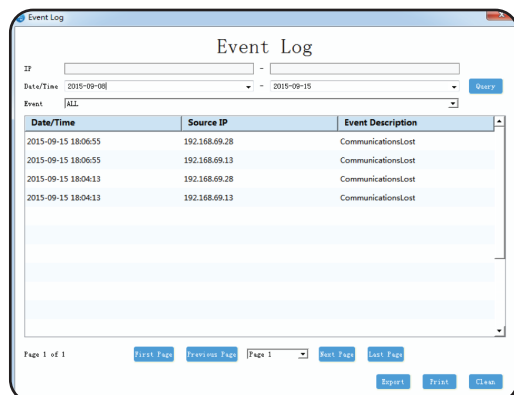 Event Log
Event Log
IP -
Date/Time 2015-09-08 - 2015-09-15 Query
Event ALL
Date/Time Source IP Event Description
2015-09-15 18:06:55 192.168.69.28 CommunicationsLost
2015-09-15 18:06:55 192.168.69.13 CommunicationsLost
2015-09-15 18:04:13 192.168.69.28 CommunicationsLost
2015-09-15 18:04:13 192.168.69.13 CommunicationsLost
Page 1 of 1 First Page Previous Page Page 1 Next Page Last Page
Export Print Clean